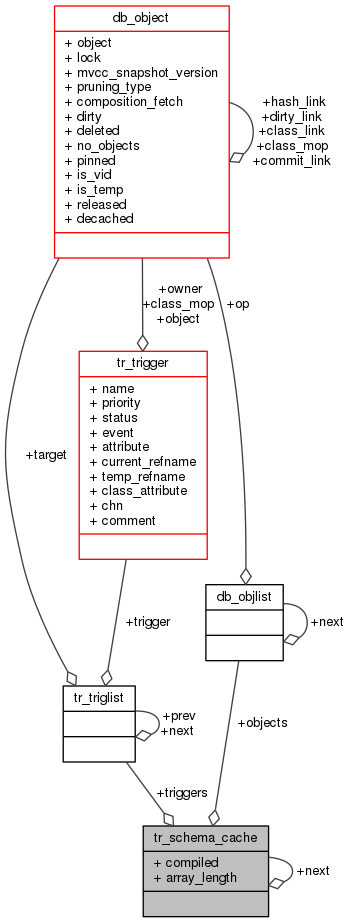 db_object
+ object
+ lock
+ mvcc_snapshot_version
+ pruning_type
+ composition_fetch
+ dirty
+ deleted
+ no_objects
+ pinned
+ is_vid
+ is_temp
+ released
+ decached
+hash_link
+dirty_link
+class_link
+class_mop
+commit_link
+owner
+class_mop
+object
+op
tr_trigger
+ name
+ priority
+ status
+ event
+ attribute
+ current_refname
+ temp_refname
+ class_attribute
+ chn
+ comment
+target
db_objlist
+next
+trigger
tr_triglist
+prev
+next
+objects
+triggers
tr_schema_cache
+ compiled
+ array_length
+next